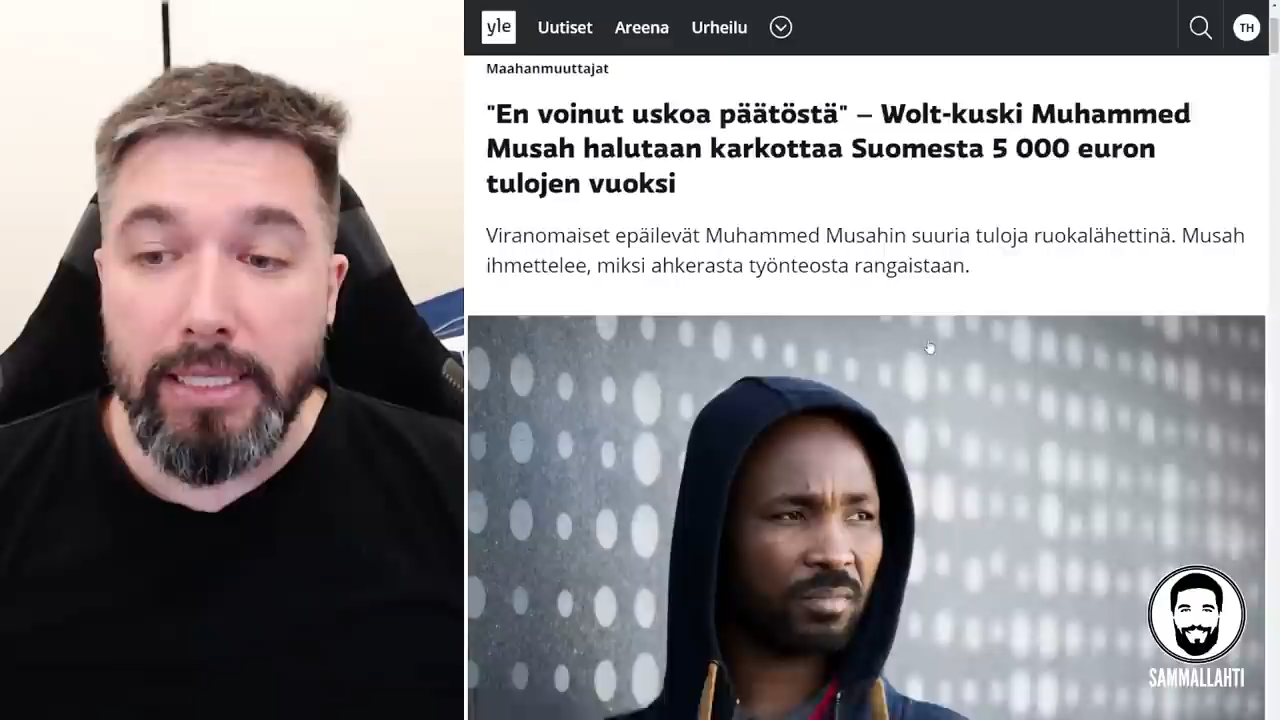 yle Uutiset Areena Urheilu TH
Maahanmuuttajat
"En voinut uskoa päätöstä" – Wolt-kuski Muhammed
Musah halutaan karkottaa Suomesta 5 000 euron
tulojen vuoksi
Viranomaiset epäilevät Muhammed Musahin suuria tuloja ruokalähettinä. Musah
ihmettelee, miksi ahkerasta työnteosta rangaistaan.
SAMMALLAHTI